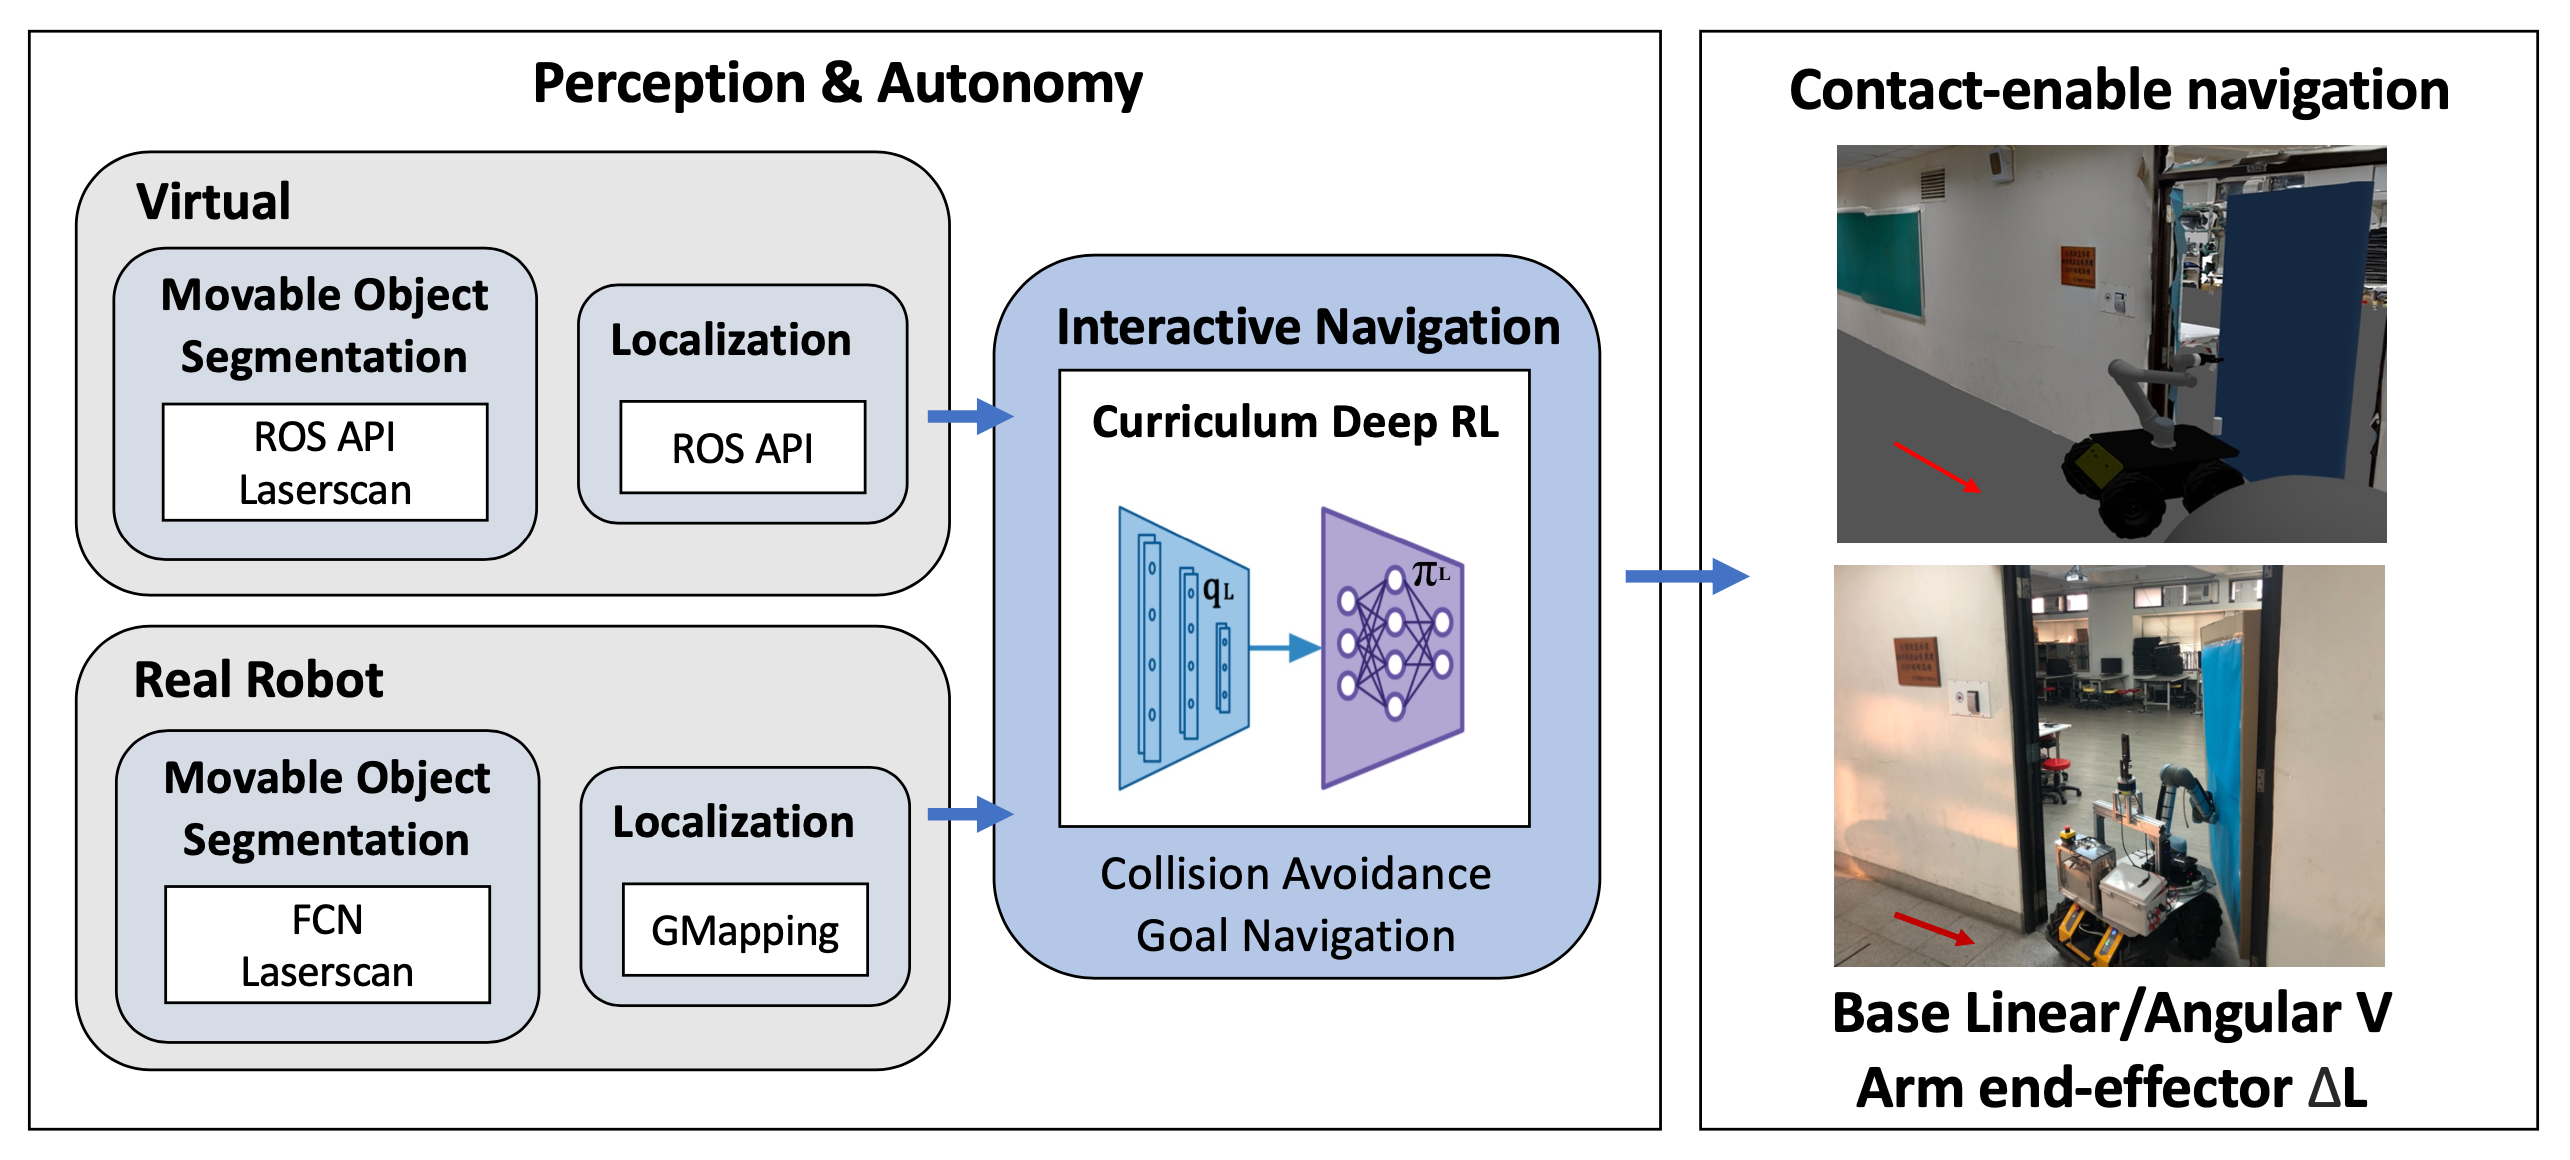 Perception & Autonomy
Virtual
Movable Object
Segmentation
ROS API
Laserscan
Localization
ROS API
Real Robot
Movable Object
Segmentation
FCN
Laserscan
Localization
GMapping
Interactive Navigation
Curriculum Deep RL
qL
πL
Collision Avoidance
Goal Navigation
Contact-enable navigation
Base Linear/Angular V
Arm end-effector ΔL